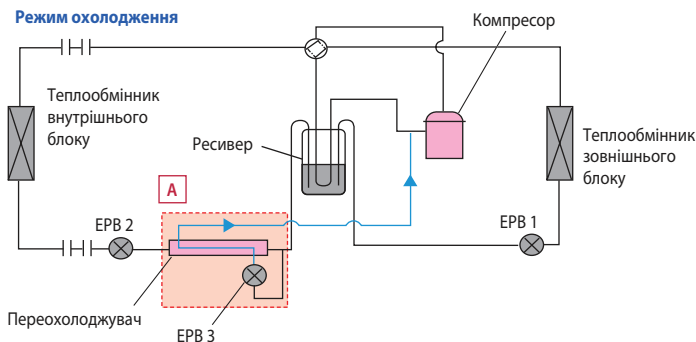 Режим охолодження
Компресор
Теплообмінник
внутрішнього
блоку
Ресивер
Теплообмінник
зовнішнього
блоку
A
ЕРВ 2
ЕРВ 1
Переохолоджувач
ЕРВ 3